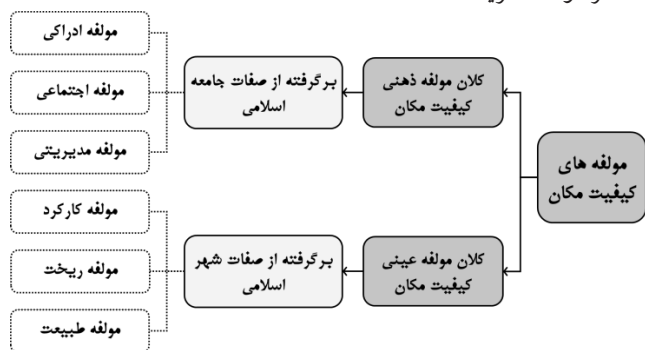 مولفه های
کیفیت مکان
کلان مولفه ذهنی
کیفیت مکان
برگرفته از صفات جامعه
اسلامی
مولفه ادراکی
مولفه اجتماعی
مولفه مدیریتی
کلان مولفه عینی
کیفیت مکان
برگرفته از صفات شهر
اسلامی
مولفه کارکرد
مولفه ریخت
مولفه طبیعت